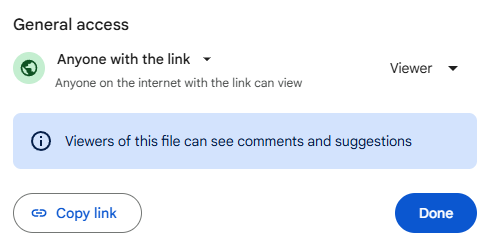 General access
Anyone with the link
Viewer
Anyone on the internet with the link can view
Viewers of this file can see comments and suggestions
Copy link
Done